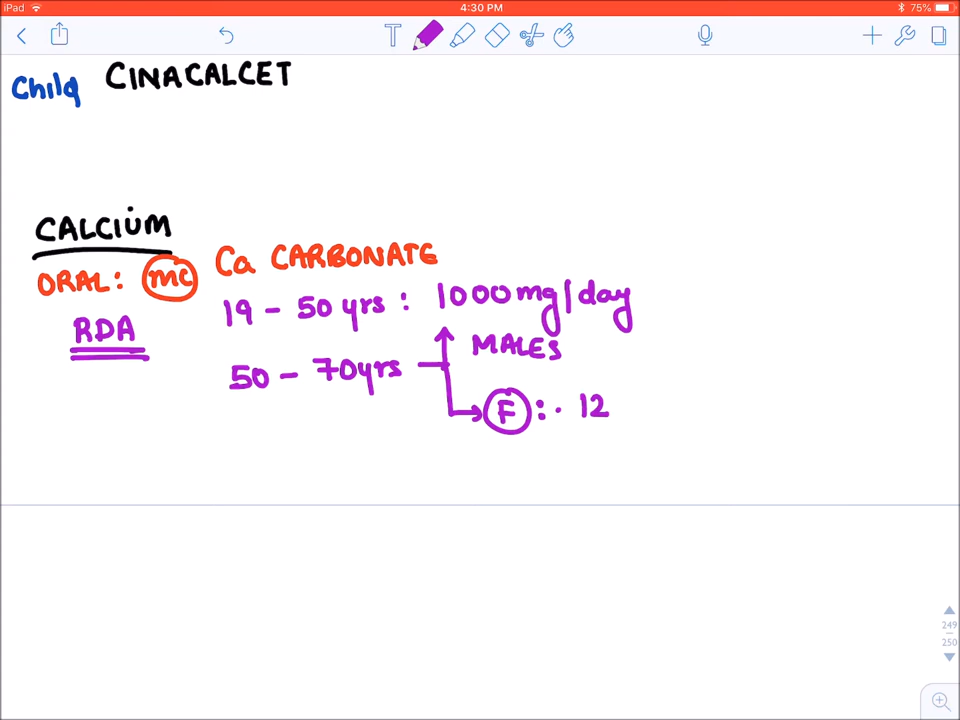 iPad 4:30 PM 75%
T
Child CINACALCET
CALCIUM
ORAL: MC Ca CARBONATE
19 - 50 yrs : 1000mg/day
RDA
MALES
50 - 70yrs
F : 12
249
250